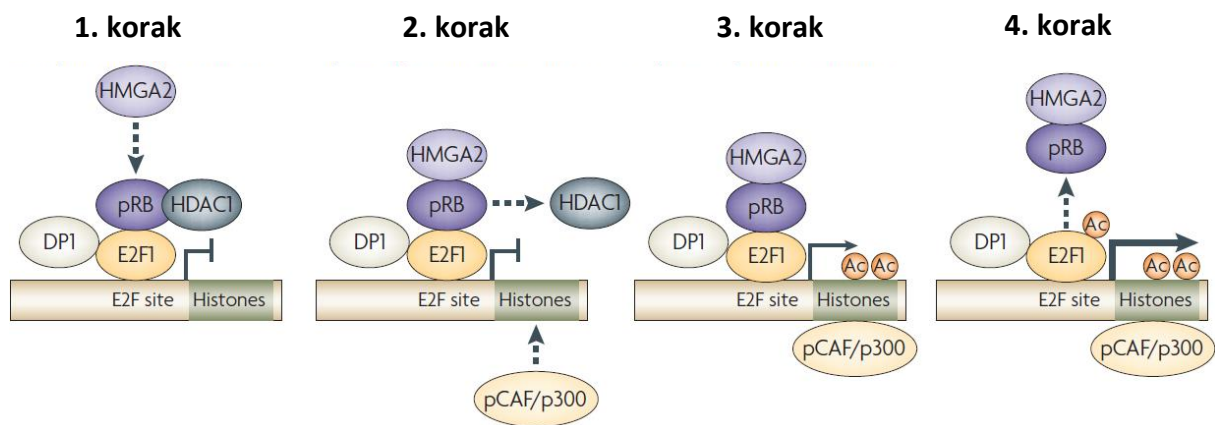 1. korak
HMGA2
pRB
HDAC1
DP1
E2F1
E2F site
Histones
2. korak
HMGA2
pRB
HDAC1
DP1
E2F1
E2F site
Histones
pCAF/p300
3. korak
HMGA2
pRB
DP1
E2F1
Ac
Ac
E2F site
Histones
pCAF/p300
4. korak
HMGA2
pRB
Ac
DP1
E2F1
Ac
Ac
E2F site
Histones
pCAF/p300